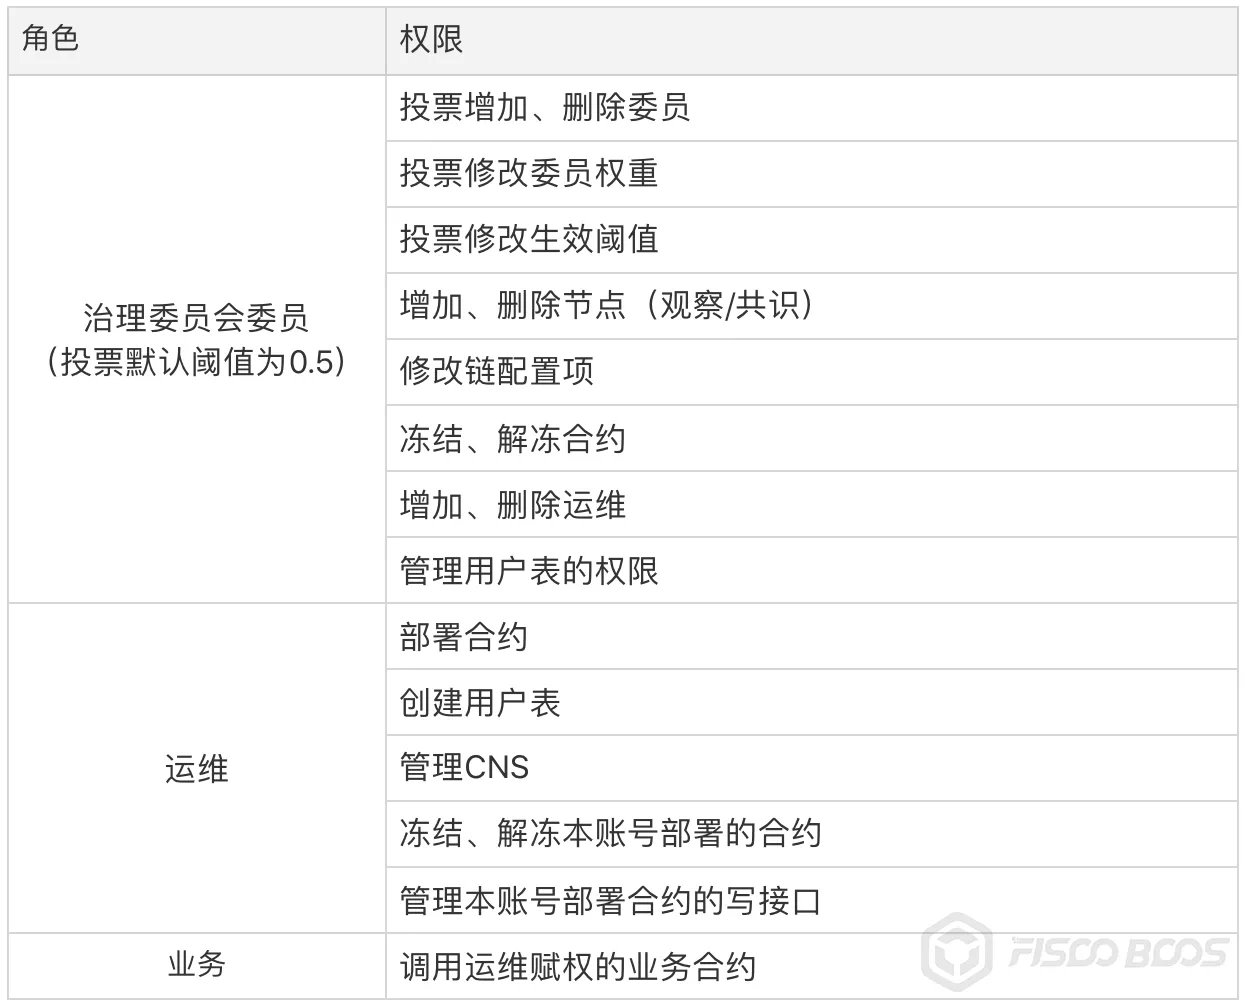 角色
权限
治理委员会委员
（投票默认阈值为0.5）
投票增加、删除委员
投票修改委员权重
投票修改生效阈值
增加、删除节点（观察/共识）
修改链配置项
冻结、解冻合约
增加、删除运维
管理用户表的权限
运维
部署合约
创建用户表
管理CNS
冻结、解冻本账号部署的合约
管理本账号部署合约的写接口
业务
调用运维赋权的业务合约
FISCO BCOS